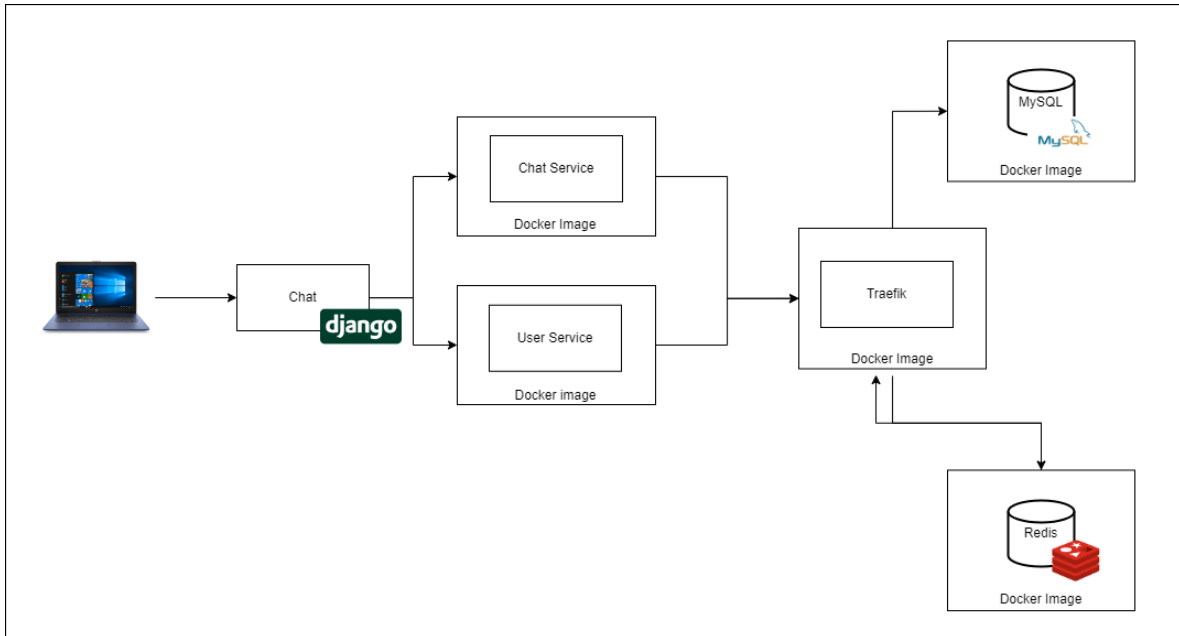 MySQL
MySQL
Docker Image
Chat Service
Docker Image
Chat
django
User Service
Docker image
Traefik
Docker Image
Redis
Docker Image